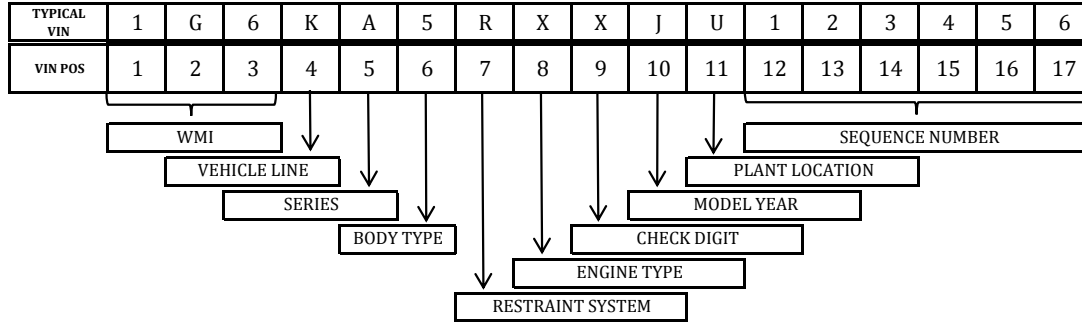 TYPICAL VIN 1 G 6 K A 5 R X X J U 1 2 3 4 5 6
VIN POS 1 2 3 4 5 6 7 8 9 10 11 12 13 14 15 16 17
WMI SEQUENCE NUMBER
VEHICLE LINE PLANT LOCATION
SERIES MODEL YEAR
BODY TYPE CHECK DIGIT
ENGINE TYPE
RESTRAINT SYSTEM